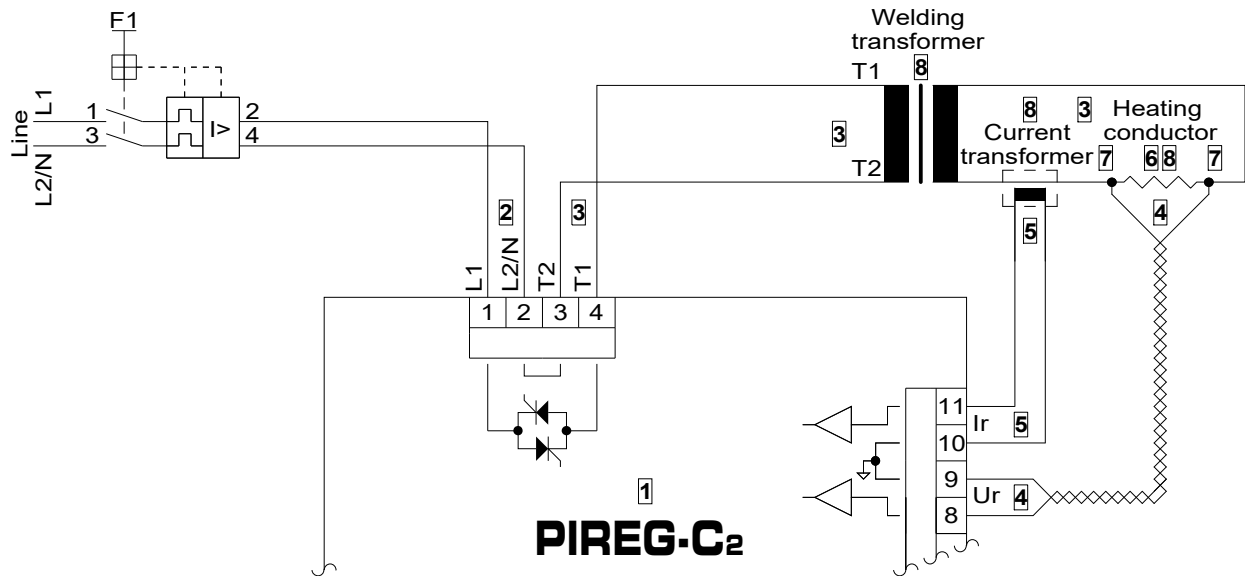 F1
Line
L1
L2/N
1
3
I>
2
4
Welding
transformer
8
T1
T2
3
8
3
Current
transformer
Heating
conductor
7
6 8
7
4
5
2
3
L1
L2/N
T2
T1
1 2 3 4
11
Ir
5
10
9
Ur
4
8
1
PIREG-C2